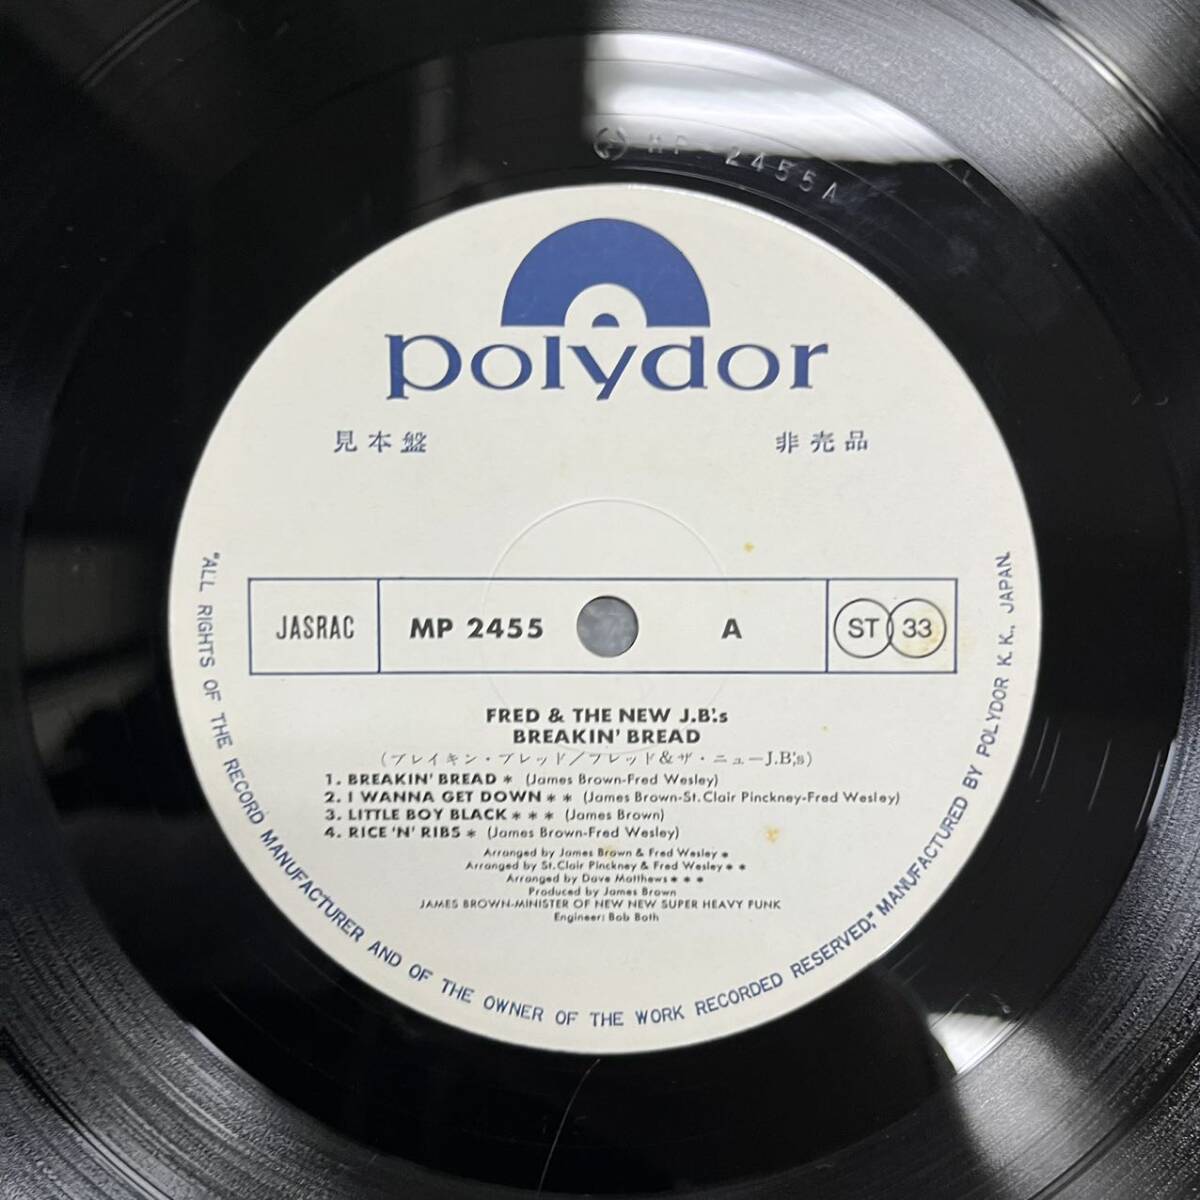 MP-2455A
polydor
見本盤 非売品
JASRAC MP 2455 A ST 33
FRED & THE NEW J.B.'s
BREAKIN' BREAD
(ブレイキン・ブレッド/フレッド&ザ・ニューJ.B.'s)
1. BREAKIN' BREAD * (James Brown-Fred Wesley)
2. I WANNA GET DOWN * * (James Brown-St. Clair Pinckney-Fred Wesley)
3. LITTLE BOY BLACK * * * (James Brown)
4. RICE 'N' RIBS * (James Brown-Fred Wesley)
Arranged by James Brown & Fred Wesley *
Arranged by St. Clair Pinckney & Fred Wesley * *
Arranged by Dave Matthews * * *
Produced by James Brown
JAMES BROWN-MINISTER OF NEW NEW SUPER HEAVY FUNK
Engineer: Bob Both
"ALL RIGHTS OF THE RECORD MANUFACTURER AND OF THE OWNER OF THE WORK RECORDED RESERVED," MANUFACTURED BY POLYDOR K.K., JAPAN.